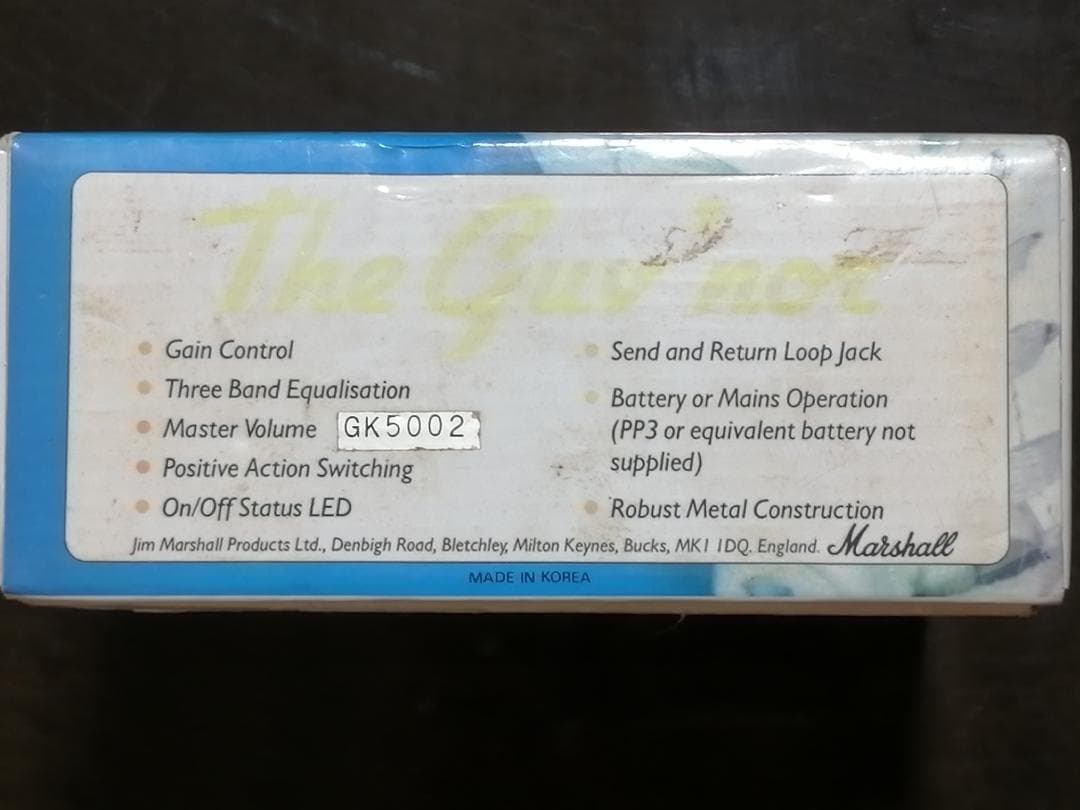 The Guv'nor
Gain Control
Three Band Equalisation
Master Volume
GK5002
Positive Action Switching
On/Off Status LED
Send and Return Loop Jack
Battery or Mains Operation
(PP3 or equivalent battery not
supplied)
Robust Metal Construction
Jim Marshall Products Ltd., Denbigh Road, Bletchley, Milton Keynes, Bucks, MK1 1DQ. England. Marshall
MADE IN KOREA